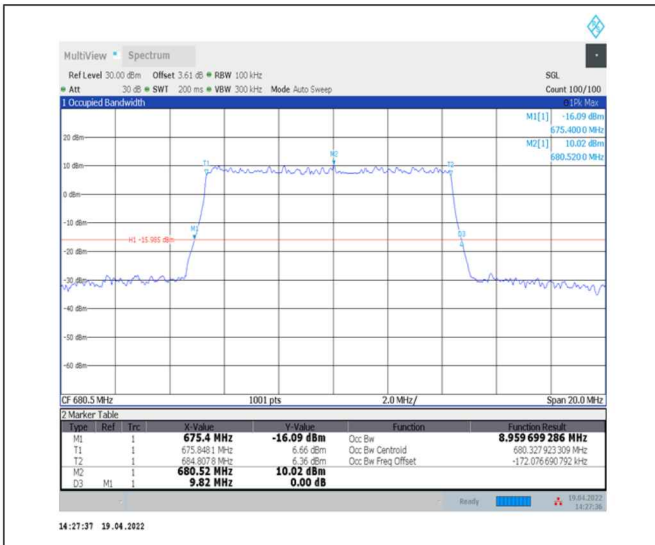 MultiView Spectrum
Ref Level 30.00 dBm Offset 3.61 dB RBW 100 kHz SGL
Att 30 dB SWT 200 ms VBW 300 kHz Mode Auto Sweep Count 100/100
1 Occupied Bandwidth 1Pk Max
M1[1] -16.09 dBm
675.4000 MHz
M2[1] 10.02 dBm
680.5200 MHz
20 dBm
M2
T1 T2
10 dBm
0 dBm
-10 dBm
M1 D3
H1 -15.985 dBm
-20 dBm
-30 dBm
-40 dBm
-50 dBm
-60 dBm
CF 680.5 MHz 1001 pts 2.0 MHz/ Span 20.0 MHz
2 Marker Table
Type Ref Trc X-Value Y-Value Function Function Result
M1 1 675.4 MHz -16.09 dBm Occ Bw 8.959 699 286 MHz
T1 1 675.8481 MHz 6.66 dBm Occ Bw Centroid 680.327 923 309 MHz
T2 1 684.8078 MHz 6.36 dBm Occ Bw Freq Offset -172.076 690 792 kHz
M2 1 680.52 MHz 10.02 dBm
D3 M1 1 9.82 MHz 0.00 dB
Ready 19.04.2022
14:27:36
14:27:37 19.04.2022